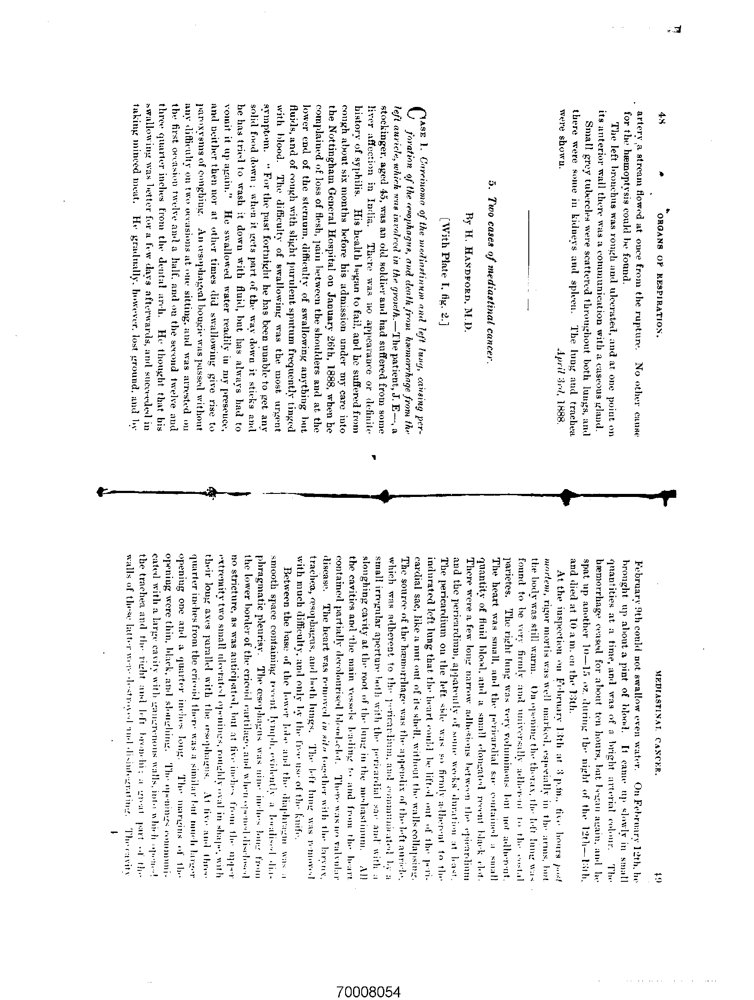 48 ORGANS OF RESPIRATION.
artery a stream flowed at once from the rupture. No other cause
for the hæmoptysis could be found.
The left bronchus was rough and ulcerated, and at one point on
its anterior wall there was a communication with a caseous gland.
Small grey tubercles were scattered throughout both lungs, and
there were some in kidneys and spleen. The lung and trachea
were shown. April 3rd, 1888.
5. Two cases of mediastinal cancer.
By H. HANDFORD, M.D.
[With Plate I, fig. 2.]
CASE 1. Carcinoma of the mediastinum and left lung, causing per-
foration of the œsophagus, and death from hæmorrhage from the
left auricle, which was involved in the growth.—The patient, J. E—, a
stockinger, aged 45, was an old soldier and had suffered from some
liver affection in India. There was no appearance or definite
history of syphilis. His health begun to fail, and he suffered from
cough about six months before his admission under my care into
the Nottingham General Hospital on January 26th, 1888, when he
complained of loss of flesh, pain between the shoulders and at the
lower end of the sternum, difficulty of swallowing anything but
fluids, and of cough with slight purulent sputum frequently tinged
with blood. The difficulty of swallowing was the most urgent
symptom. "For the past fortnight he has been unable to get any
solid food down; when it gets part of the way down it sticks and
he has tried to wash it down with fluid, but has always had to
vomit it up again." He swallowed water readily in my presence,
and neither then nor at other times did swallowing give rise to
paroxysms of coughing. An œsophageal bougie was passed without
any difficulty on two occasions at one sitting, and was arrested on
the first occasion twelve and a half, and on the second twelve and
three quarter inches from the dental arch. He thought that his
swallowing was better for a few days afterwards, and succeeded in
taking minced meat. He gradually, however, lost ground, and by
MEDIASTINAL CANCER. 49
February 9th could not swallow even water. On February 12th, he
brought up about a pint of blood. It came up slowly in small
quantities at a time, and was of a bright arterial colour. The
hæmorrhage ceased for about ten hours, but began again, and he
spat up another 10—15 oz. during the night of the 12th—13th,
and died at 10 a.m. on the 13th.
At the inspection on February 13th at 3 p.m., five hours post
mortem, rigor mortis was well marked, especially in the arms, but
the body was still warm. On opening the thorax, the left lung was
found to be very firmly and universally adherent to the costal
parietes. The right lung was very voluminous but not adherent.
The heart was small, and the pericardial sac contained a small
quantity of fluid blood, and a small elongated recent black clot.
There were a few long narrow adhesions between the epicardium
and the pericardium, apparently of some weeks' duration at least.
The pericardium on the left side was so firmly adherent to the
indurated left lung that the heart could be lifted out of the peri-
cardial sac, like a nut out of its shell, without the walls collapsing.
The source of the hæmorrhage was the appendix of the left auricle,
which was adherent to the pericardium, and communicated by a
small irregular aperture both with the pericardial sac and with a
sloughing cavity at the root of the lung in the mediastinum. All
the cavities and the main vessels leading to and from the heart
contained partially decolourised blood-clot. There was no valvular
disease. The heart was removed in situ together with the larynx,
trachea, œsophagus, and both lungs. The left lung was removed
with much difficulty, and only by the free use of the knife.
Between the base of the lower lobe and the diaphragm was a
smooth space containing recent lymph, evidently a localised dia-
phragmatic pleurisy. The œsophagus was nine inches long from
the lower border of the cricoid cartilage, and when opened disclosed
no stricture, as was anticipated, but at five inches from the upper
extremity two small ulcerated openings, roughly oval in shape, with
their long axes parallel with the œsophagus. At five and three-
quarter inches from the cricoid there was a similar but much larger
opening one and a quarter inches long. The margins of the
opening were thin, black, and sloughing. The openings communi-
cated with a large cavity with gangrenous walls, into which opened
the trachea and the right and left bronchi; a great part of the
walls of these latter were destroyed and disintegrating. The cavity
4
70008054